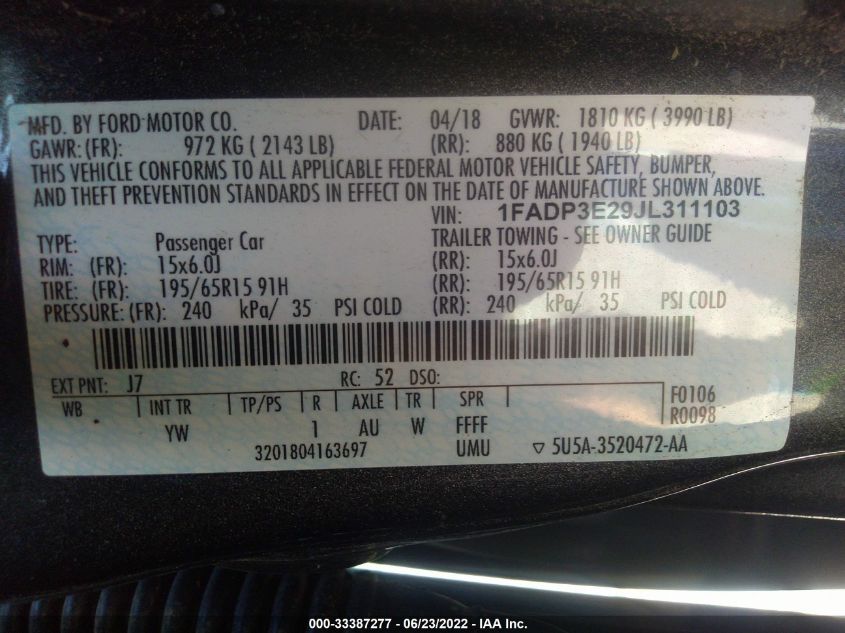 MFD. BY FORD MOTOR CO. DATE: 04/18 GVWR: 1810 KG ( 3990 LB)
GAWR:(FR): 972 KG ( 2143 LB) (RR): 880 KG ( 1940 LB)
THIS VEHICLE CONFORMS TO ALL APPLICABLE FEDERAL MOTOR VEHICLE SAFETY, BUMPER,
AND THEFT PREVENTION STANDARDS IN EFFECT ON THE DATE OF MANUFACTURE SHOWN ABOVE.
VIN: 1FADP3E29JL311103
TYPE: Passenger Car TRAILER TOWING - SEE OWNER GUIDE
RIM: (FR): 15x6.0J (RR): 15x6.0J
TIRE: (FR): 195/65R15 91H (RR): 195/65R15 91H
PRESSURE: (FR): 240 kPa/ 35 PSI COLD (RR): 240 kPa/ 35 PSI COLD
EXT PNT: J7 RC: 52 DSO:
WB INT TR TP/PS R AXLE TR SPR F0106
R0098
YW 1 AU W FFFF
3201804163697 UMU ▽ 5U5A-3520472-AA
000-33387277 - 06/23/2022 - IAA Inc.